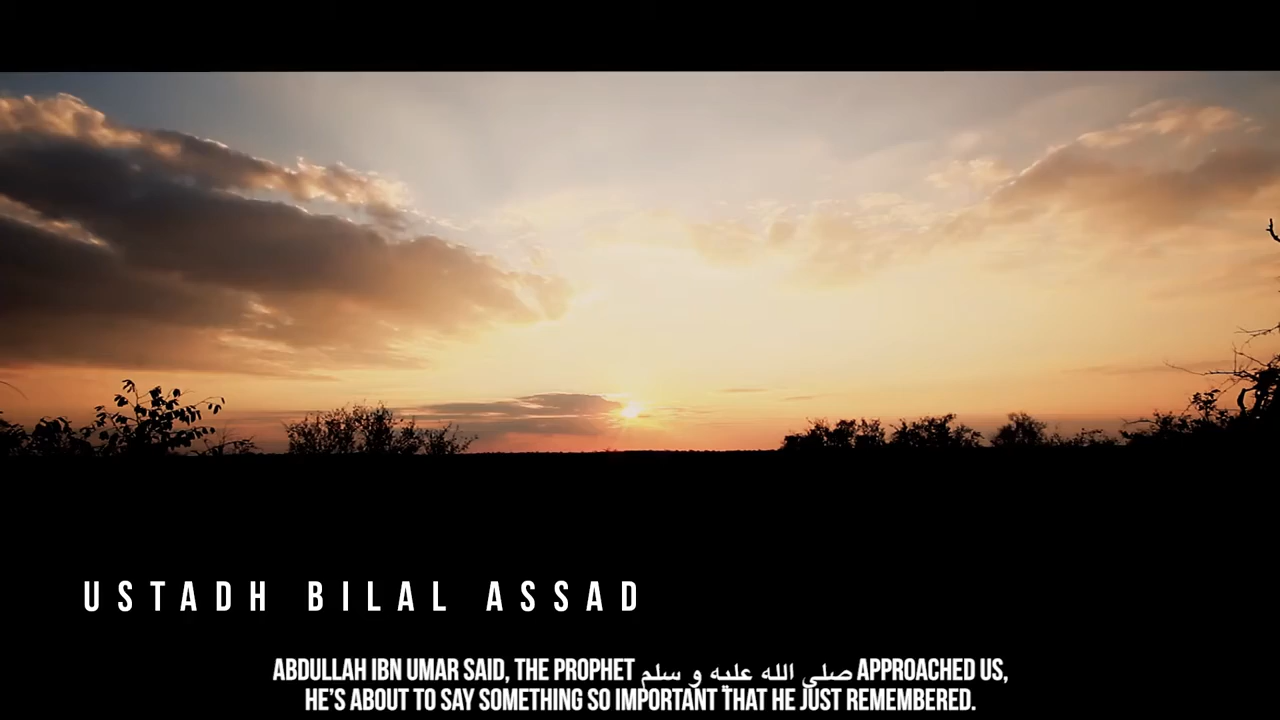 USTADH BILAL ASSAD
ABDULLAH IBN UMAR SAID, THE PROPHET صلى الله عليه و سلم APPROACHED US,
HE'S ABOUT TO SAY SOMETHING SO IMPORTANT THAT HE JUST REMEMBERED.